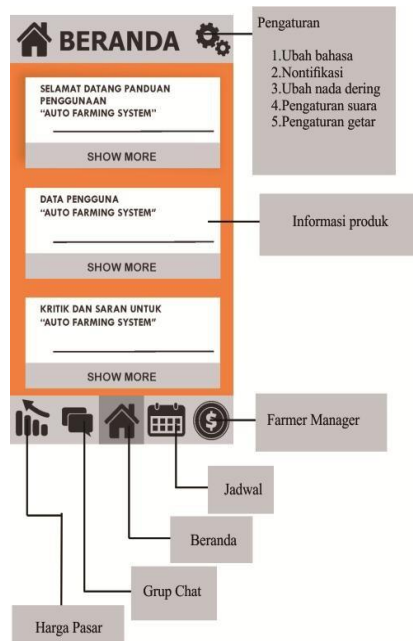 BERANDA
Pengaturan
1.Ubah bahasa
2.Nontifikasi
3.Ubah nada dering
4.Pengaturan suara
5.Pengaturan getar
SELAMAT DATANG PANDUAN
PENGGUNAAN
“AUTO FARMING SYSTEM”
SHOW MORE
DATA PENGGUNA
“AUTO FARMING SYSTEM”
SHOW MORE
Informasi produk
KRITIK DAN SARAN UNTUK
“AUTO FARMING SYSTEM”
SHOW MORE
Farmer Manager
Jadwal
Beranda
Grup Chat
Harga Pasar